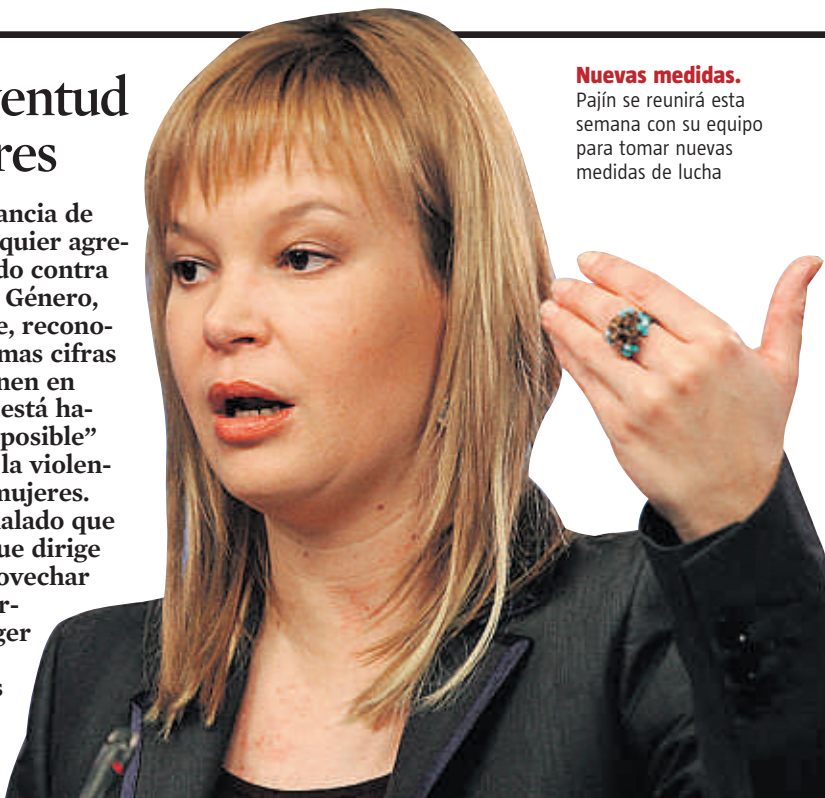 entud
res
ancia de
quier agre-
do contra
Género,
e, recono-
mas cifras
nen en
está ha-
posible”
la violen-
mujeres.
alado que
ue dirige
ovechar
r-
ger
s
Nuevas medidas.
Pajín se reunirá esta
semana con su equipo
para tomar nuevas
medidas de lucha